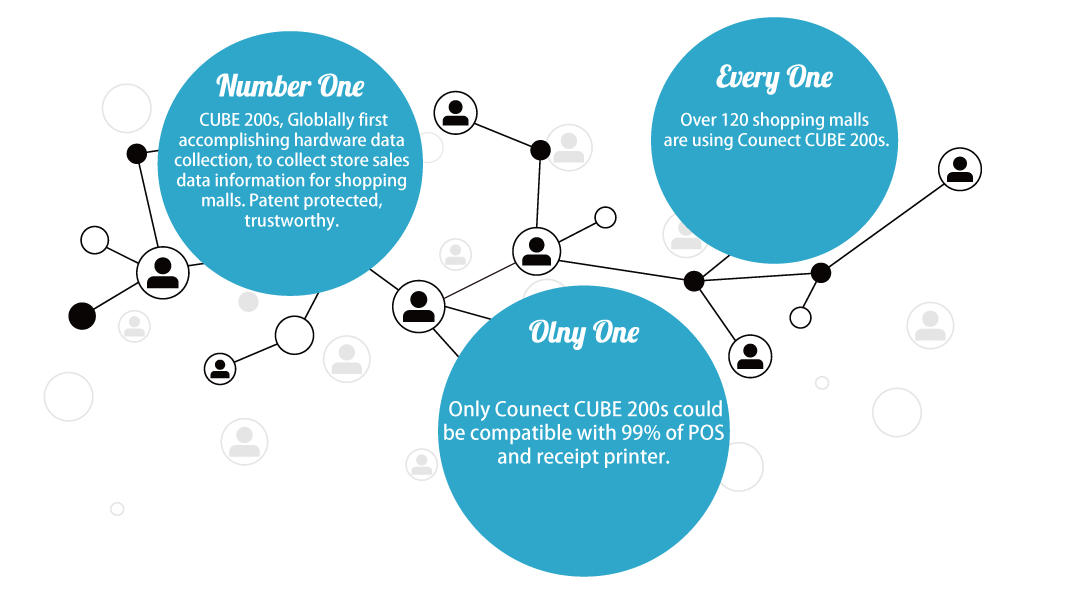 Number One
CUBE 200s, Globlally first
accomplishing hardware data
collection, to collect store sales
data information for shopping
malls. Patent protected,
trustworthy.
Every One
Over 120 shopping malls
are using Counect CUBE 200s.
Olny One
Only Counect CUBE 200s could
be compatible with 99% of POS
and receipt printer.